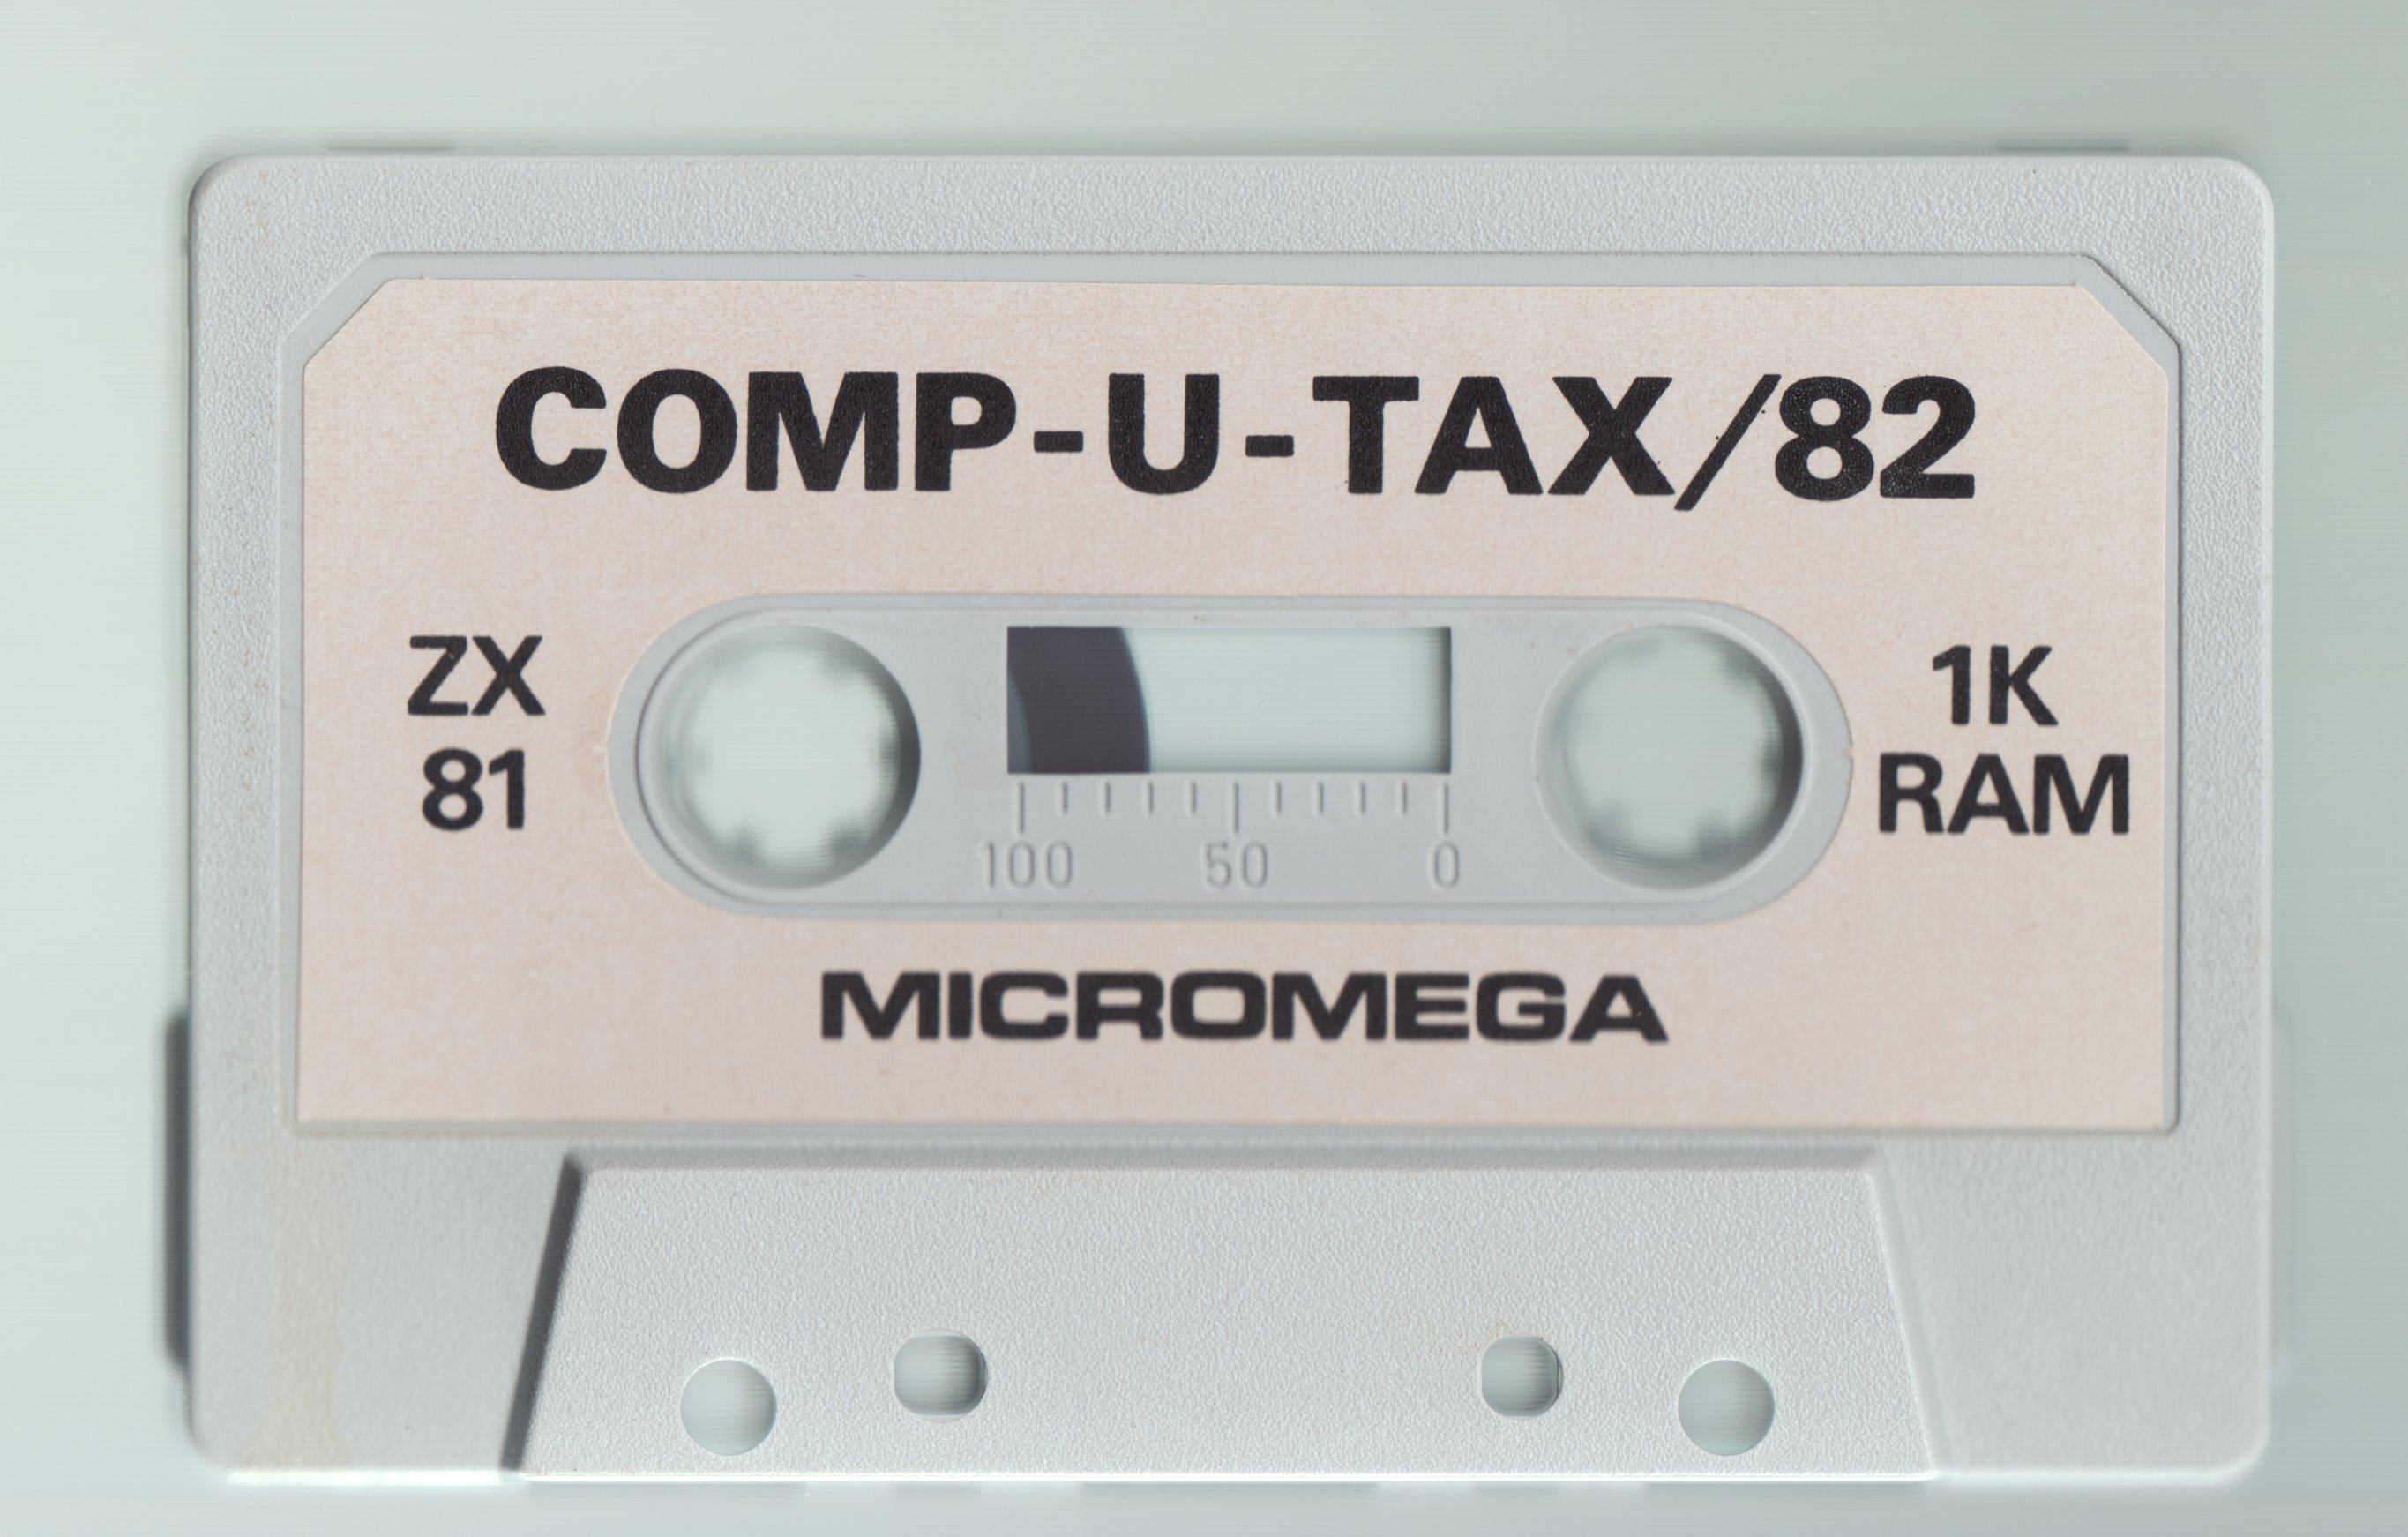 COMP-U-TAX/82
ZX
81
1K
RAM
100 50 0
MICROMEGA